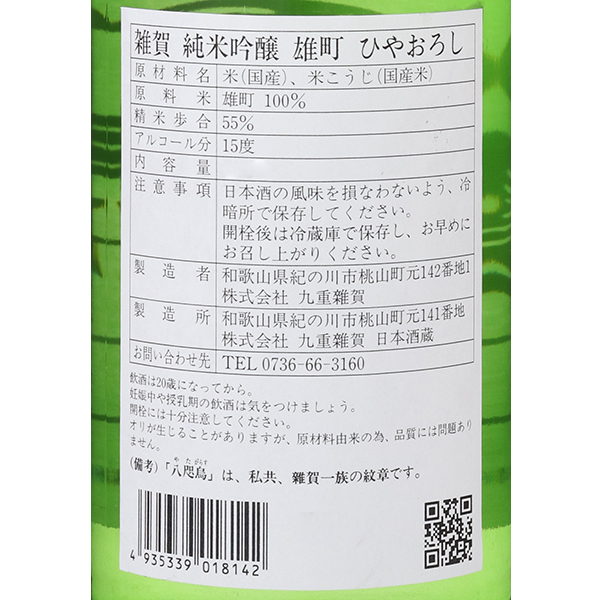 雑賀 純米吟醸 雄町 ひやおろし
原材料名 米(国産)、米こうじ(国産米)
原料米 雄町 100%
精米歩合 55%
アルコール分 15度
内容量
注意事項 日本酒の風味を損なわないよう、冷
暗所で保存してください。
開栓後は冷蔵庫で保存し、お早めに
お召し上がりください。
製造者 和歌山県紀の川市桃山町元142番地1
株式会社 九重雜賀
製造所 和歌山県紀の川市桃山町元141番地
株式会社 九重雜賀 日本酒蔵
お問い合わせ先 TEL 0736-66-3160
飲酒は20歳になってから。
妊娠中や授乳期の飲酒は気をつけましょう。
開栓には十分注意してください。
オリが生じることがありますが、原材料由来の為、品質には問題あり
ません。
(備考)「八咫烏」は、私共、雜賀一族の紋章です。
やたがらす
4 935339 018142